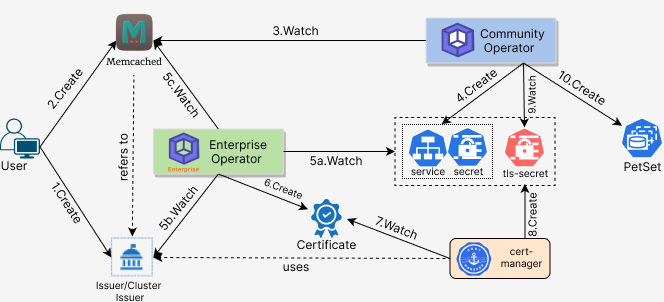 3.Watch
Community
Operator
Memcached
2.Create
5c.Watch
4.Create
9.Watch
10.Create
User
refers to
Enterprise
Enterprise
Operator
5a.Watch
service
secret
tls-secret
PetSet
1.Create
5b.Watch
6.Create
Certificate
7.Watch
8.Create
cert-
manager
uses
Issuer/Cluster
Issuer